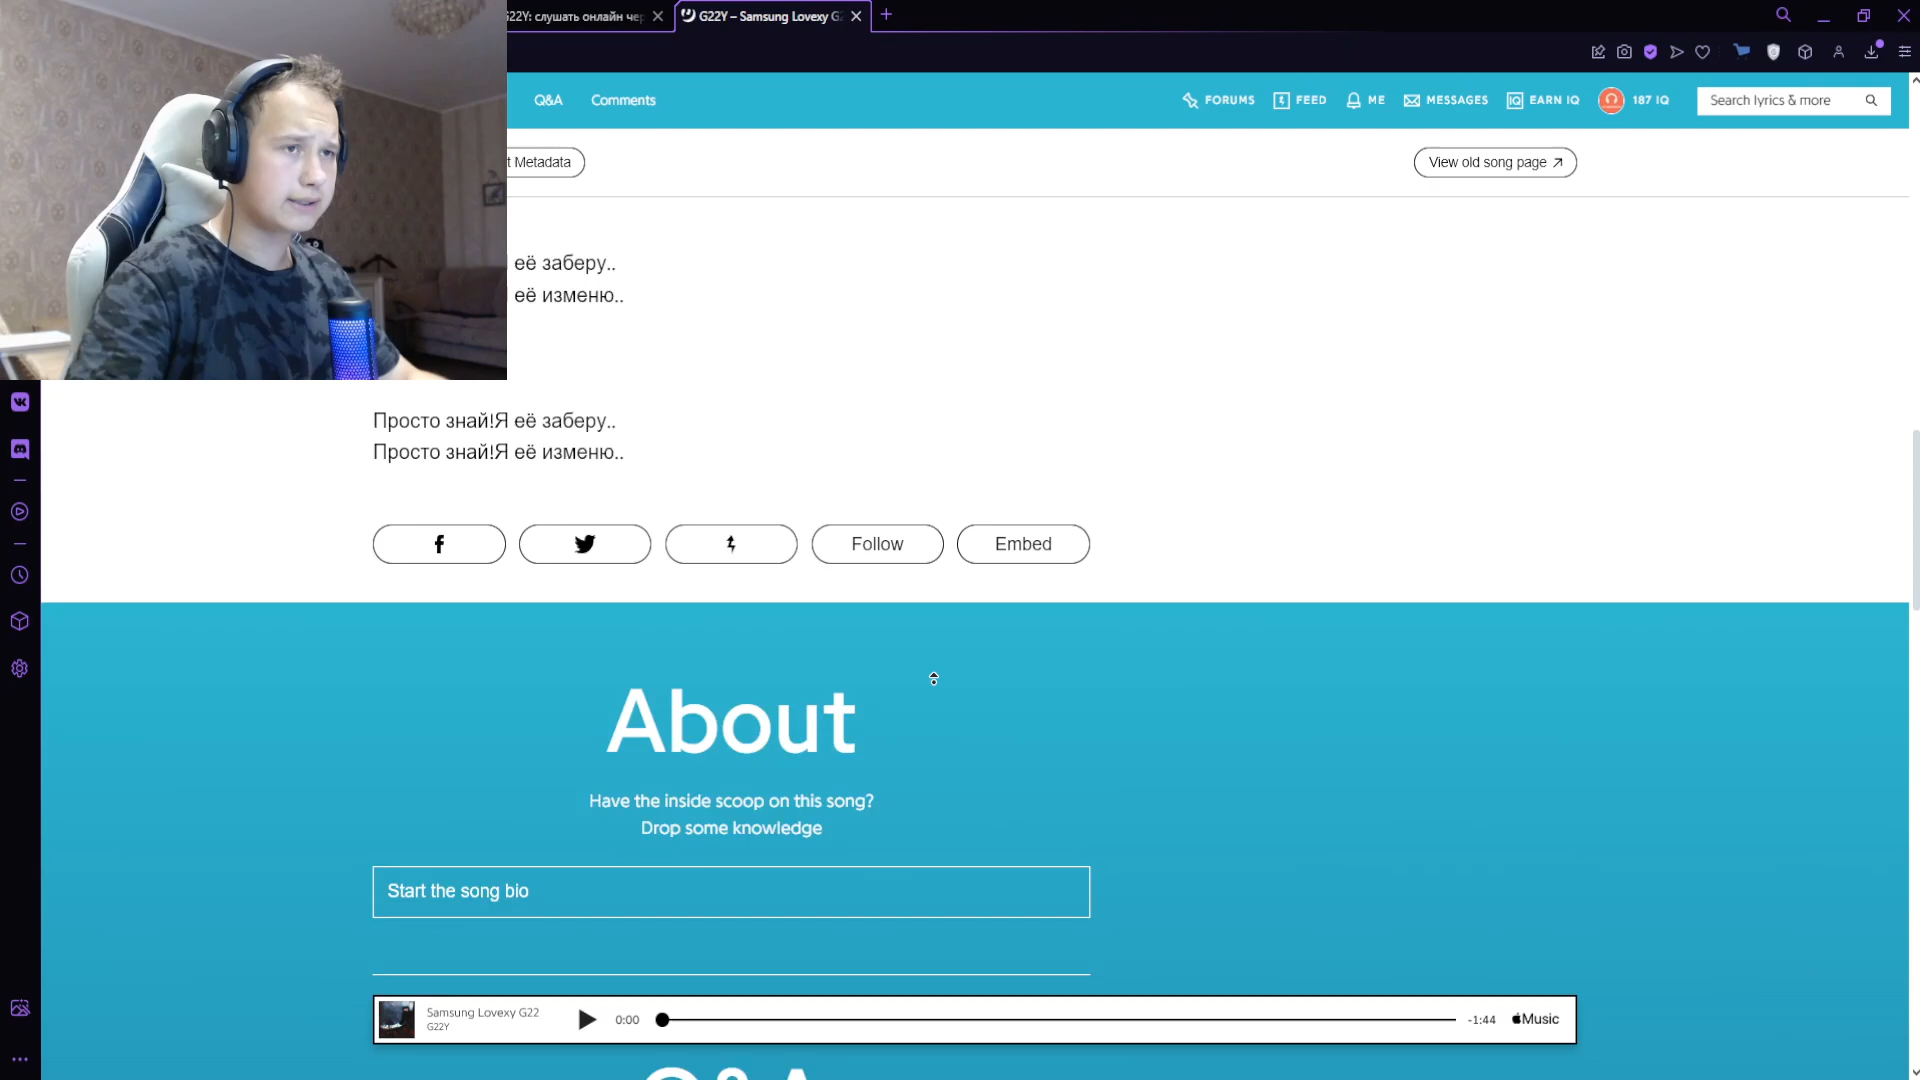 G22Y: слушать онлайн
G22Y – Samsung Lovexy
Q&A
Comments
FORUMS
FEED
ME
MESSAGES
EARN IQ
187 IQ
Search lyrics & more
Metadata
View old song page
её заберу..
её изменю..
Просто знай!Я её заберу..
Просто знай!Я её изменю..
Follow
Embed
About
Have the inside scoop on this song?
Drop some knowledge
Start the song bio
Samsung Lovexy G22
G22Y
0:00
-1:44
Music
Q&A